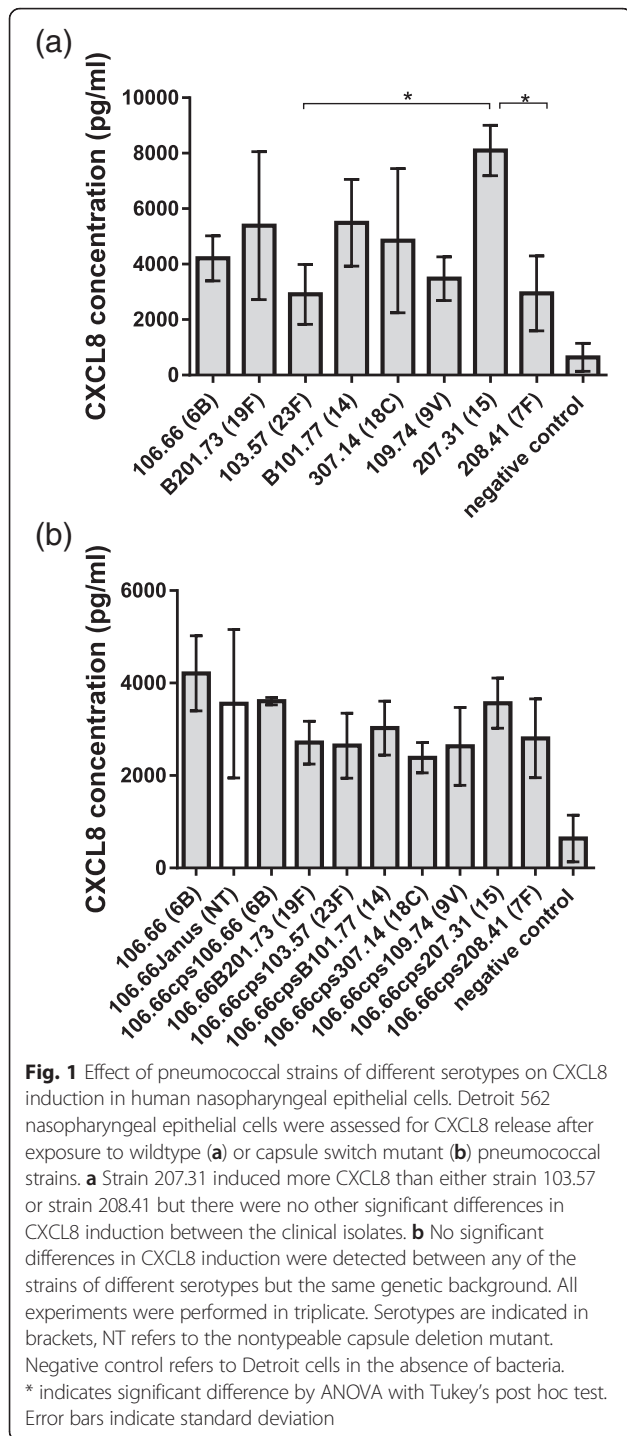 (a)
CXCL8 concentration (pg/ml)
10000
8000
6000
4000
2000
0
*
*
106.66 (6B)
B201.73 (19F)
103.57 (23F)
B101.77 (14)
307.14 (18C)
109.74 (9V)
207.31 (15)
208.41 (7F)
negative control
(b)
CXCL8 concentration (pg/ml)
6000
4000
2000
0
106.66 (6B)
106.66Janus (NT)
106.66cps106.66 (6B)
106.66B201.73 (19F)
106.66cps103.57 (23F)
106.66cpsB101.77 (14)
106.66cps307.14 (18C)
106.66cps109.74 (9V)
106.66cps207.31 (15)
106.66cps208.41 (7F)
negative control
Fig. 1 Effect of pneumococcal strains of different serotypes on CXCL8
induction in human nasopharyngeal epithelial cells. Detroit 562
nasopharyngeal epithelial cells were assessed for CXCL8 release after
exposure to wildtype (a) or capsule switch mutant (b) pneumococcal
strains. a Strain 207.31 induced more CXCL8 than either strain 103.57
or strain 208.41 but there were no other significant differences in
CXCL8 induction between the clinical isolates. b No significant
differences in CXCL8 induction were detected between any of the
strains of different serotypes but the same genetic background. All
experiments were performed in triplicate. Serotypes are indicated in
brackets, NT refers to the nontypeable capsule deletion mutant.
Negative control refers to Detroit cells in the absence of bacteria.
* indicates significant difference by ANOVA with Tukey's post hoc test.
Error bars indicate standard deviation